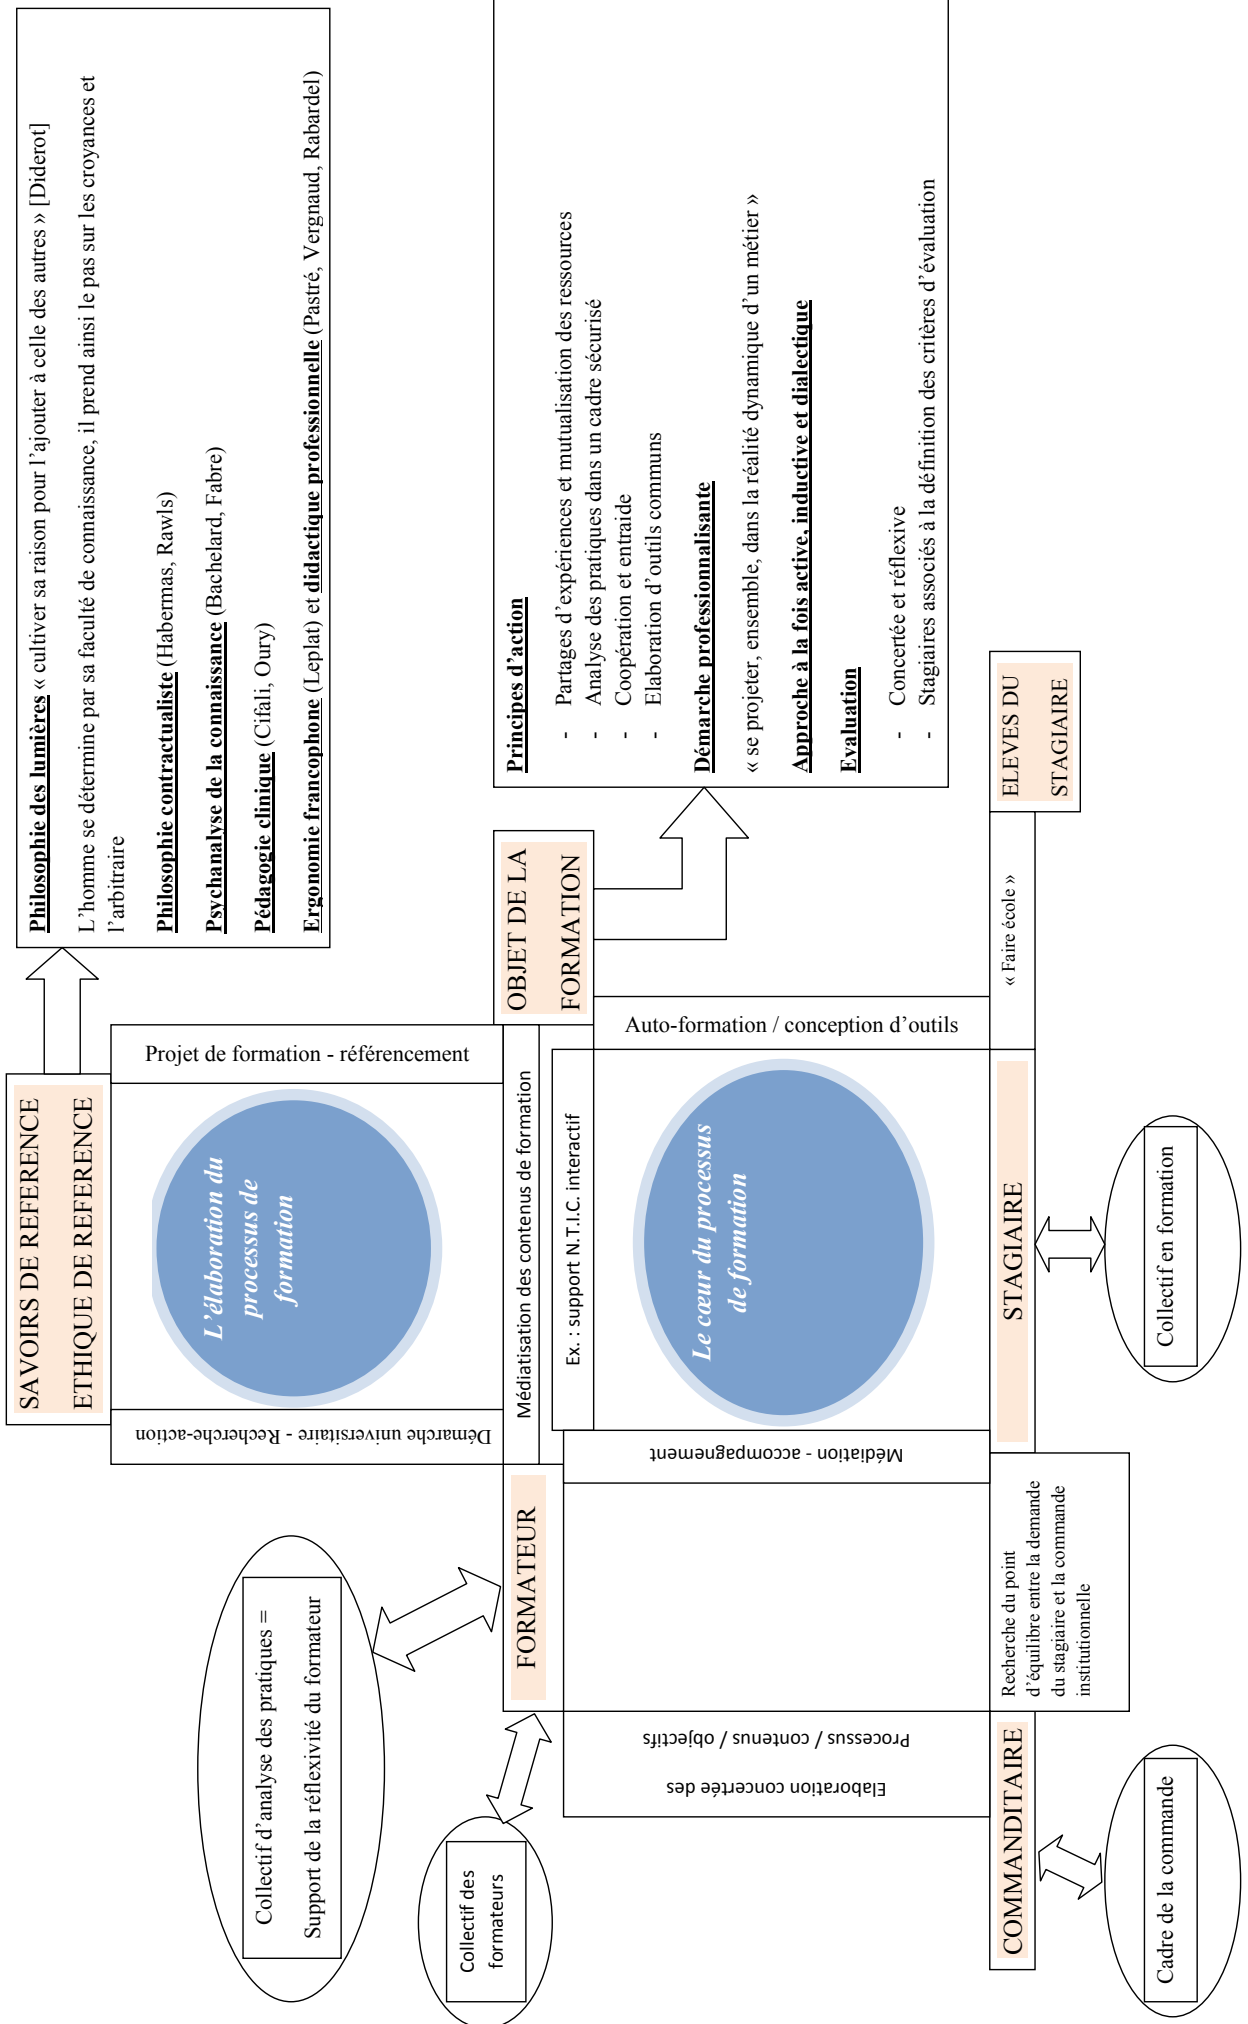 SAVOIRS DE REFERENCE
ETHIQUE DE REFERENCE
Philosophie des lumières « cultiver sa raison pour l’ajouter à celle des autres » [Diderot]
L’homme se détermine par sa faculté de connaissance, il prend ainsi le pas sur les croyances et
l’arbitraire
Philosophie contractualiste (Habermas, Rawls)
Psychanalyse de la connaissance (Bachelard, Fabre)
Pédagogie clinique (Cifali, Oury)
Ergonomie francophone (Leplat) et didactique professionnelle (Pastré, Vergnaud, Rabardel)
Démarche universitaire - Recherche-action
L’élaboration du
processus de
formation
Projet de formation - référencement
Collectif d’analyse des pratiques =
Support de la réflexivité du formateur
Collectif des
formateurs
FORMATEUR
Médiatisation des contenus de formation
OBJET DE LA
FORMATION
Ex. : support N.T.I.C. interactif
Principes d’action
- Partages d’expériences et mutualisation des ressources
- Analyse des pratiques dans un cadre sécurisé
- Coopération et entraide
- Elaboration d’outils communs
Démarche professionnalisante
« se projeter, ensemble, dans la réalité dynamique d’un métier »
Approche à la fois active, inductive et dialectique
Evaluation
- Concertée et réflexive
- Stagiaires associés à la définition des critères d’évaluation
Elaboration concertée des
Processus / contenus / objectifs
Médiation - accompagnement
Le cœur du processus
de formation
Auto-formation / conception d’outils
COMMANDITAIRE
Recherche du point
d’équilibre entre la demande
du stagiaire et la commande
institutionnelle
STAGIAIRE
« Faire école »
ELEVES DU
STAGIAIRE
Cadre de la commande
Collectif en formation